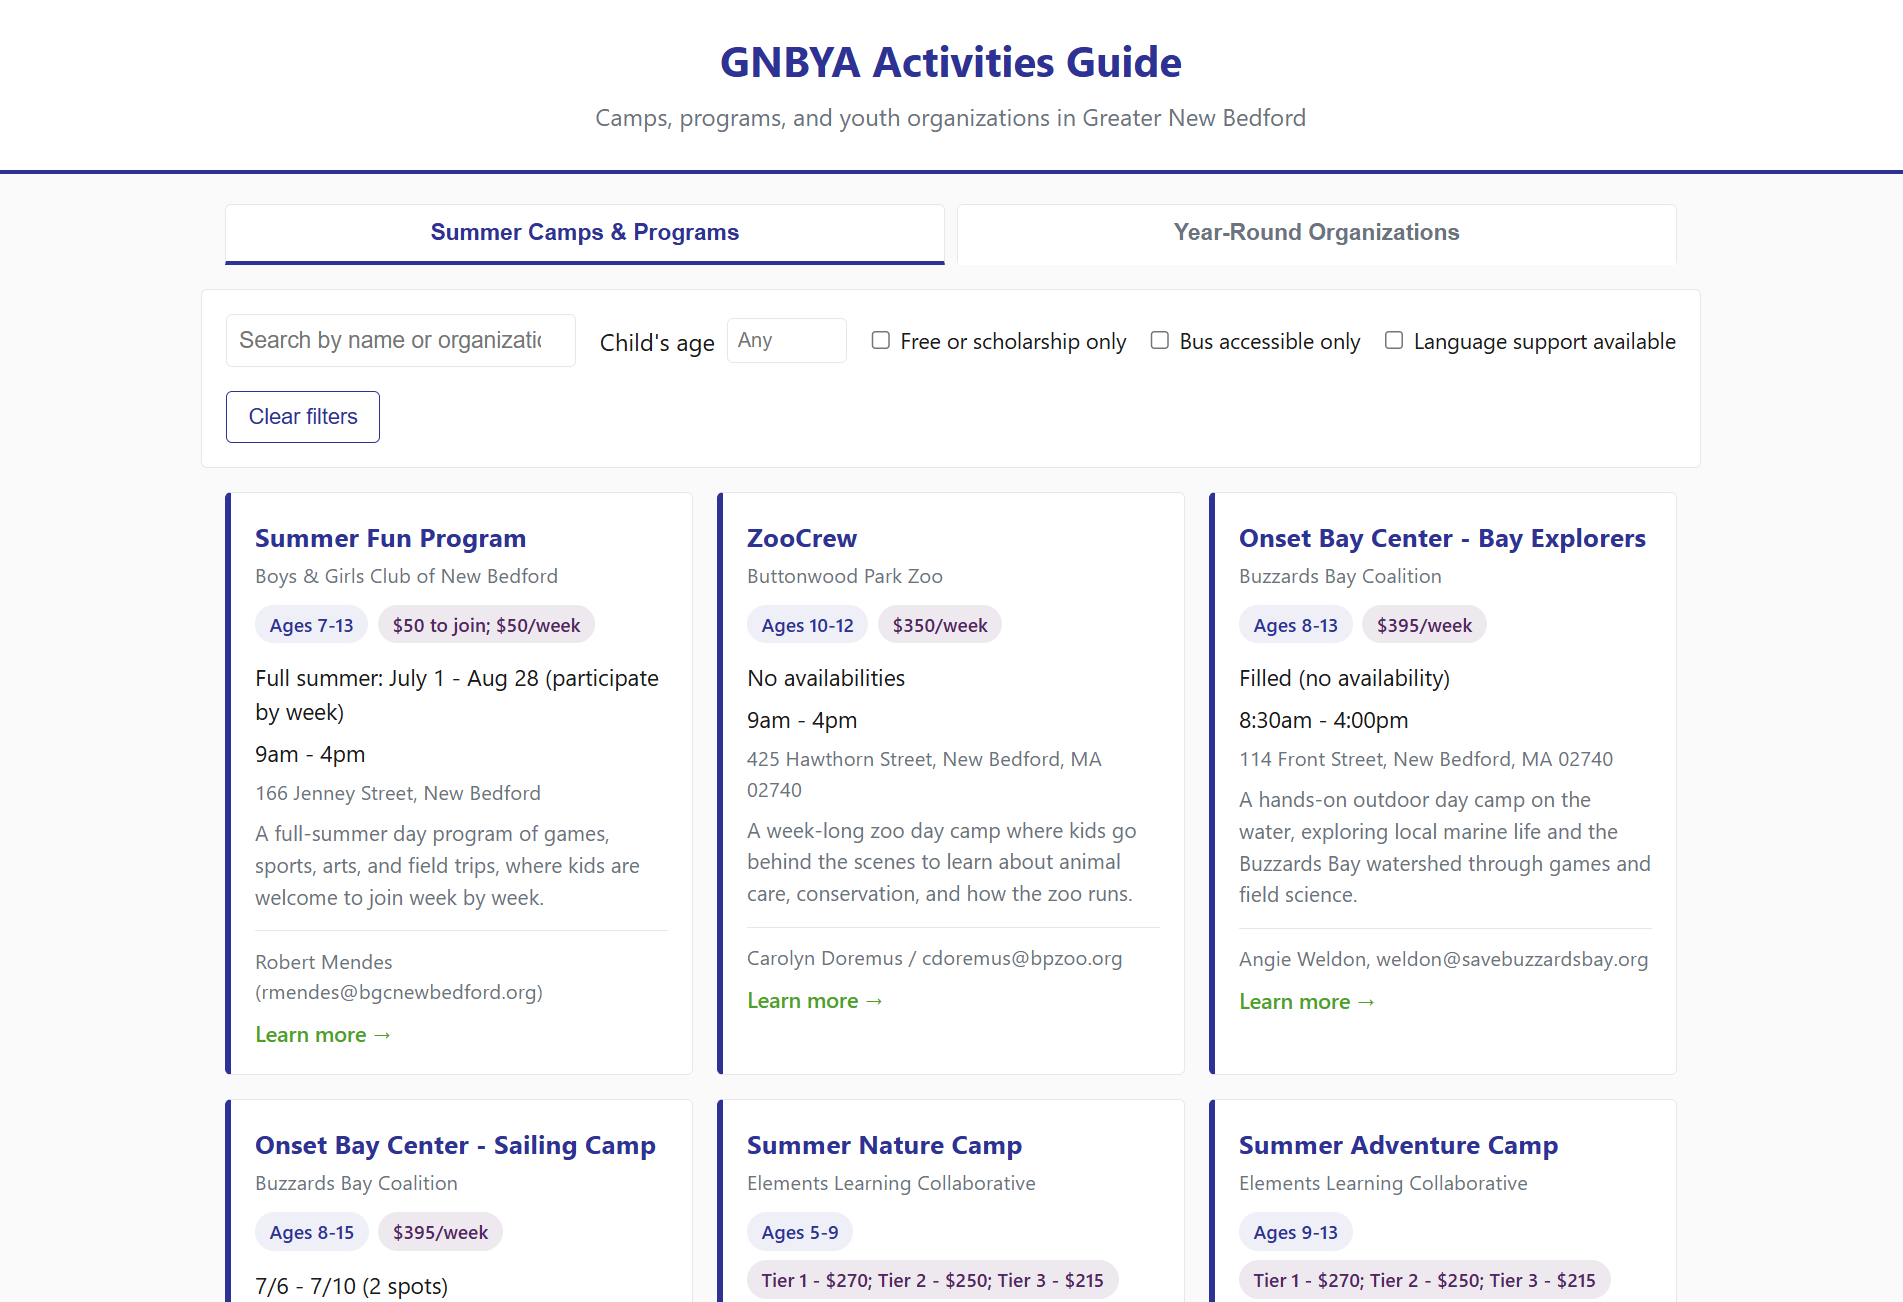 GNBYA Activities Guide
Camps, programs, and youth organizations in Greater New Bedford
Summer Camps & Programs
Year-Round Organizations
Search by name or organizatic
Child's age
Any
Free or scholarship only
Bus accessible only
Language support available
Clear filters
Summer Fun Program
Boys & Girls Club of New Bedford
Ages 7-13
$50 to join; $50/week
Full summer: July 1 - Aug 28 (participate
by week)
9am - 4pm
166 Jenney Street, New Bedford
A full-summer day program of games,
sports, arts, and field trips, where kids are
welcome to join week by week.
Robert Mendes
(rmendes@bgcnewbedford.org)
Learn more →
ZooCrew
Buttonwood Park Zoo
Ages 10-12
$350/week
No availabilities
9am - 4pm
425 Hawthorn Street, New Bedford, MA
02740
A week-long zoo day camp where kids go
behind the scenes to learn about animal
care, conservation, and how the zoo runs.
Carolyn Doremus / cdoremus@bpzoo.org
Learn more →
Onset Bay Center - Bay Explorers
Buzzards Bay Coalition
Ages 8-13
$395/week
Filled (no availability)
8:30am - 4:00pm
114 Front Street, New Bedford, MA 02740
A hands-on outdoor day camp on the
water, exploring local marine life and the
Buzzards Bay watershed through games and
field science.
Angie Weldon, weldon@savebuzzardsbay.org
Learn more →
Onset Bay Center - Sailing Camp
Buzzards Bay Coalition
Ages 8-15
$395/week
7/6 - 7/10 (2 spots)
Summer Nature Camp
Elements Learning Collaborative
Ages 5-9
Tier 1 - $270; Tier 2 - $250; Tier 3 - $215
Summer Adventure Camp
Elements Learning Collaborative
Ages 9-13
Tier 1 - $270; Tier 2 - $250; Tier 3 - $215